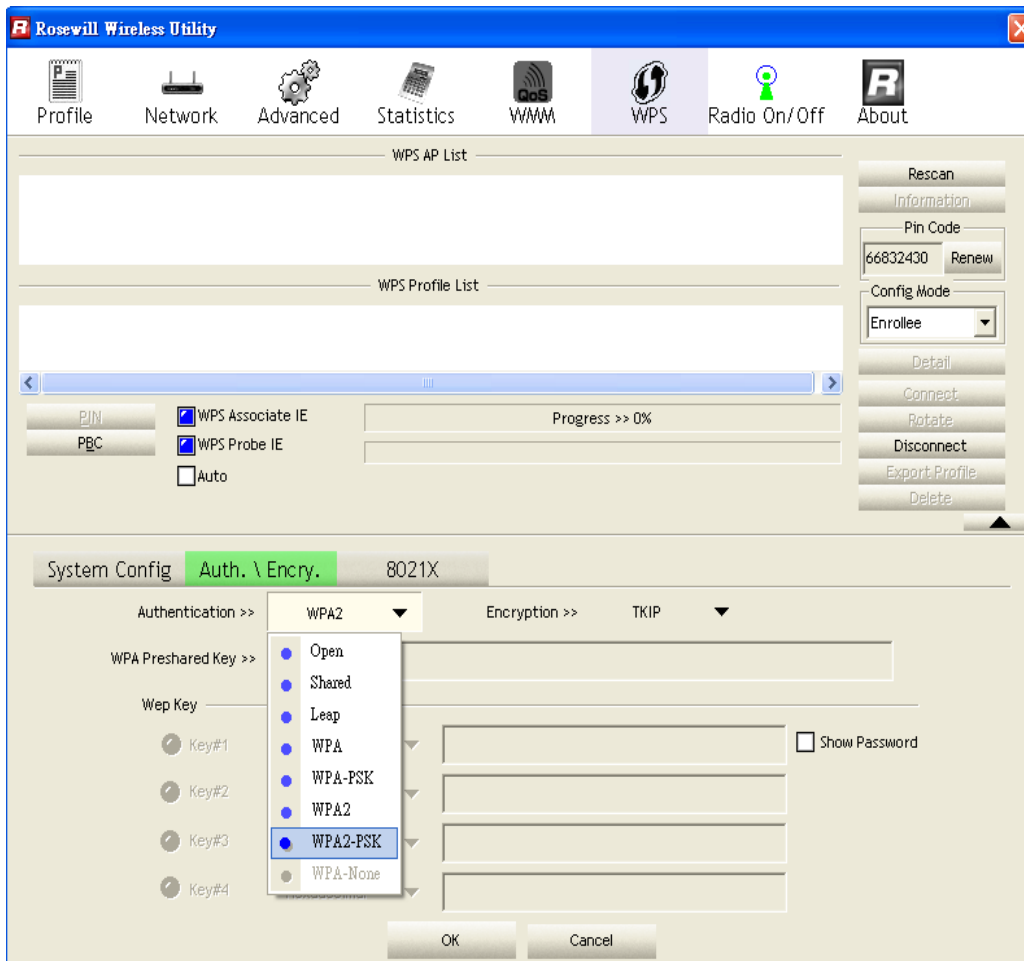 Rosewill Wireless Utility
Profile
Network
Advanced
Statistics
QoS
WMM
WPS
Radio On/Off
About
WPS AP List
Rescan
Information
Pin Code
66832430
Renew
WPS Profile List
Config Mode
Enrollee
Detail
Connect
Rotate
Disconnect
Export Profile
Delete
PIN
PBC
WPS Associate IE
WPS Probe IE
Auto
Progress >> 0%
System Config
Auth. \ Encry.
8021X
Authentication >>
WPA2
Encryption >>
TKIP
WPA Preshared Key >>
Open
Shared
Leap
WPA
WPA-PSK
WPA2
WPA2-PSK
WPA-None
Wep Key
Key#1
Key#2
Key#3
Key#4
Show Password
OK
Cancel